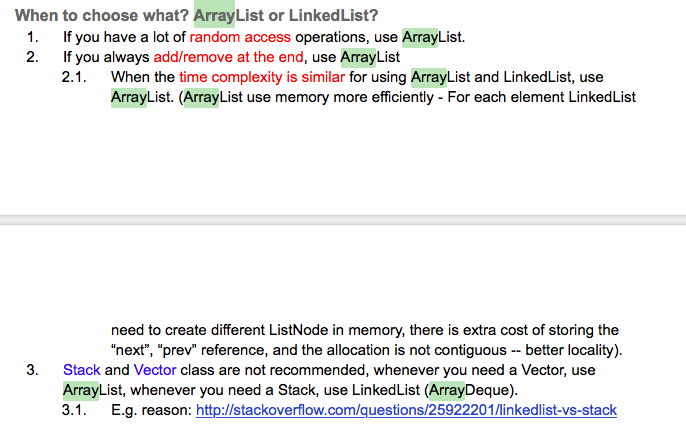 When to choose what? ArrayList or LinkedList?
1. If you have a lot of random access operations, use ArrayList.
2. If you always add/remove at the end, use ArrayList
2.1. When the time complexity is similar for using ArrayList and LinkedList, use
ArrayList. (ArrayList use memory more efficiently - For each element LinkedList
need to create different ListNode in memory, there is extra cost of storing the
“next”, “prev” reference, and the allocation is not contiguous -- better locality).
3. Stack and Vector class are not recommended, whenever you need a Vector, use
ArrayList, whenever you need a Stack, use LinkedList (ArrayDeque).
3.1. E.g. reason: http://stackoverflow.com/questions/25922201/linkedlist-vs-stack